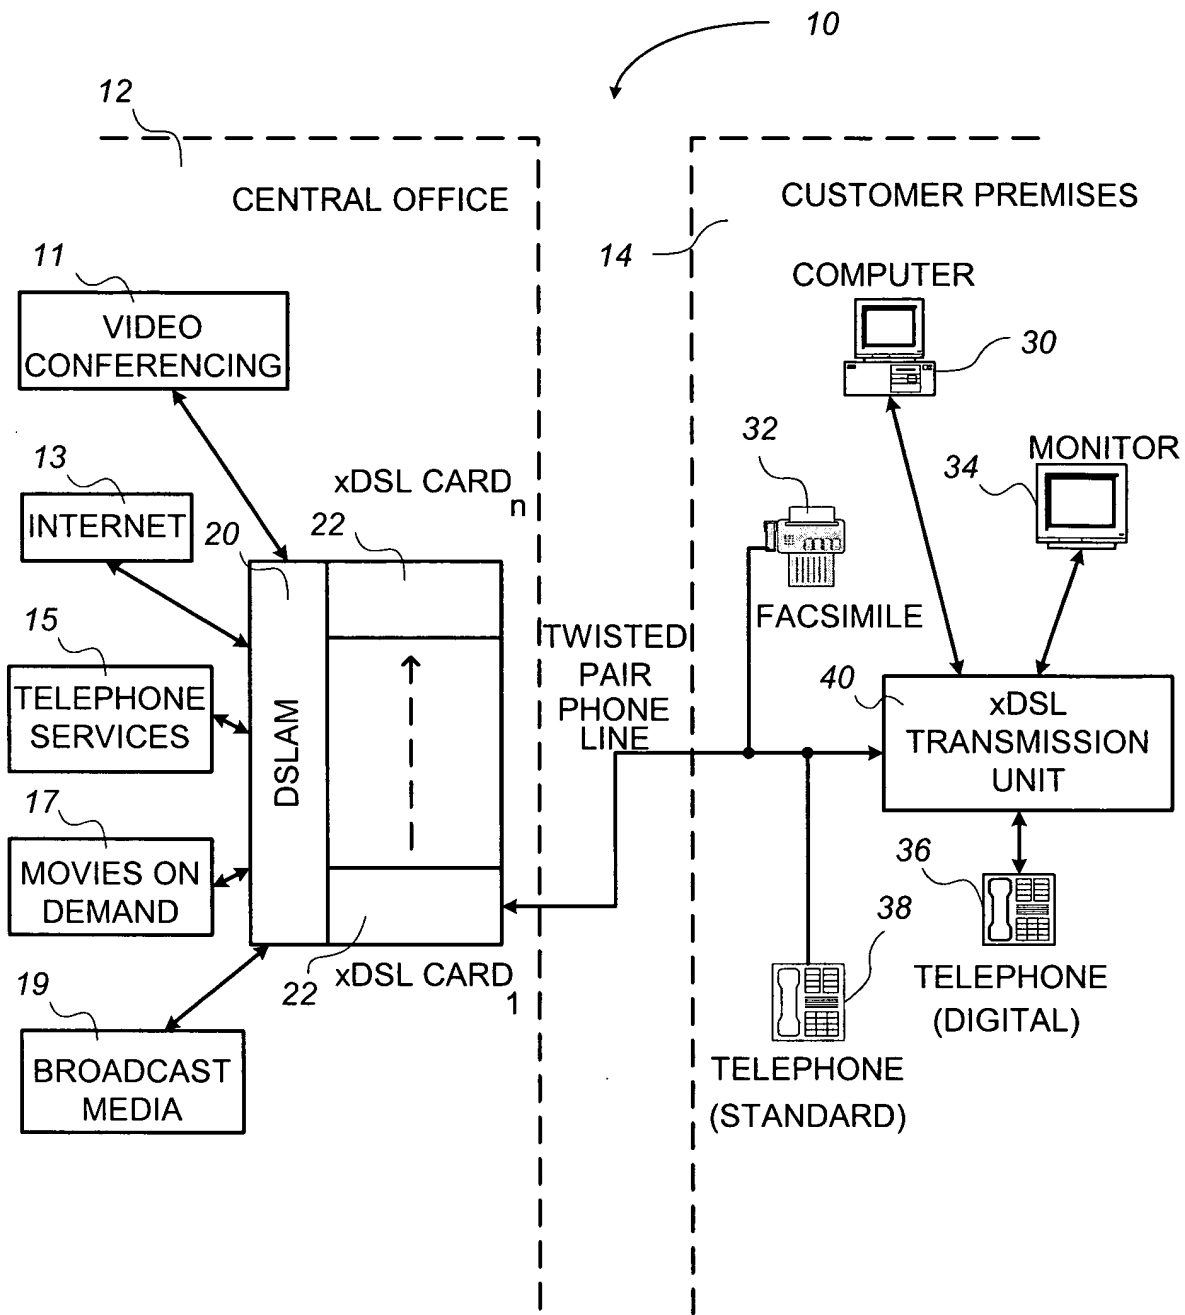 10
12
CENTRAL OFFICE
CUSTOMER PREMISES
14
11
VIDEO
CONFERENCING
COMPUTER
30
13
INTERNET
20
xDSL CARD n
22
32
FACSIMILE
34
MONITOR
15
TELEPHONE
SERVICES
DSLAM
TWISTED
PAIR
PHONE
LINE
40
xDSL
TRANSMISSION
UNIT
17
MOVIES ON
DEMAND
36
38
TELEPHONE
(DIGITAL)
22
xDSL CARD 1
19
BROADCAST
MEDIA
TELEPHONE
(STANDARD)